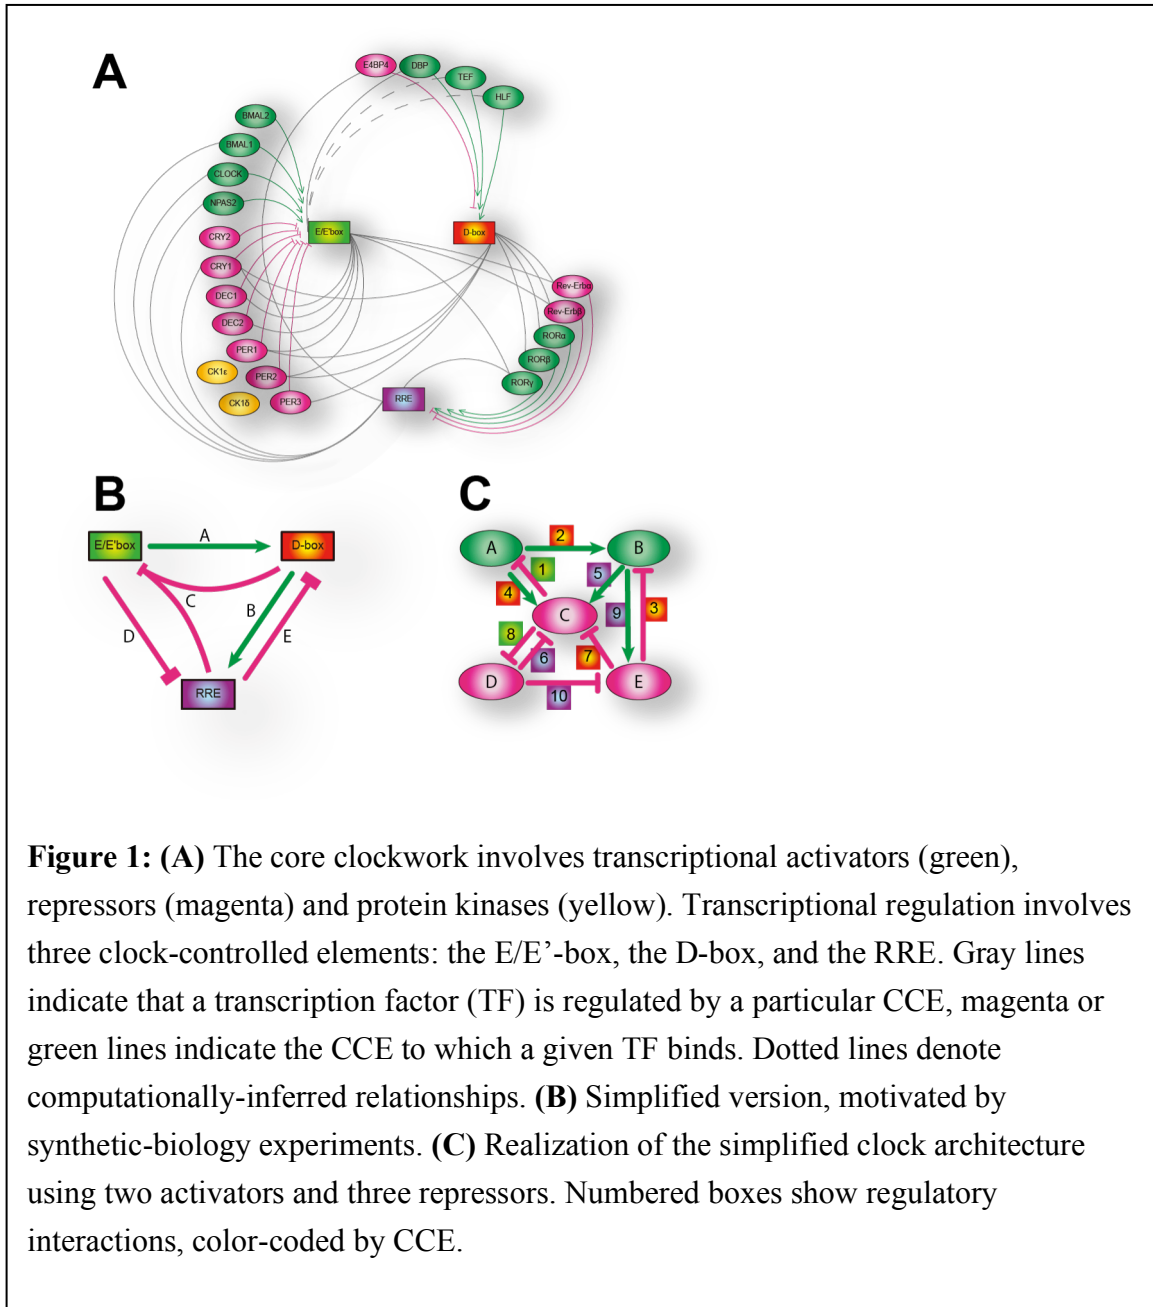 A
E4BP4
DBP
TEF
HLF
BMAL2
BMAL1
CLOCK
NPAS2
CRY2
CRY1
DEC1
DEC2
PER1
CK1ε
PER2
CK1δ
PER3
E/E'box
D-box
Rev-Erbα
Rev-Erbβ
RORα
RORβ
RORγ
RRE
B
E/E'box
A
D-box
C
B
D
E
RRE
C
A
2
B
1
5
4
3
C
9
8
6
7
D
10
E
Figure 1: (A) The core clockwork involves transcriptional activators (green),
repressors (magenta) and protein kinases (yellow). Transcriptional regulation involves
three clock-controlled elements: the E/E’-box, the D-box, and the RRE. Gray lines
indicate that a transcription factor (TF) is regulated by a particular CCE, magenta or
green lines indicate the CCE to which a given TF binds. Dotted lines denote
computationally-inferred relationships. (B) Simplified version, motivated by
synthetic-biology experiments. (C) Realization of the simplified clock architecture
using two activators and three repressors. Numbered boxes show regulatory
interactions, color-coded by CCE.